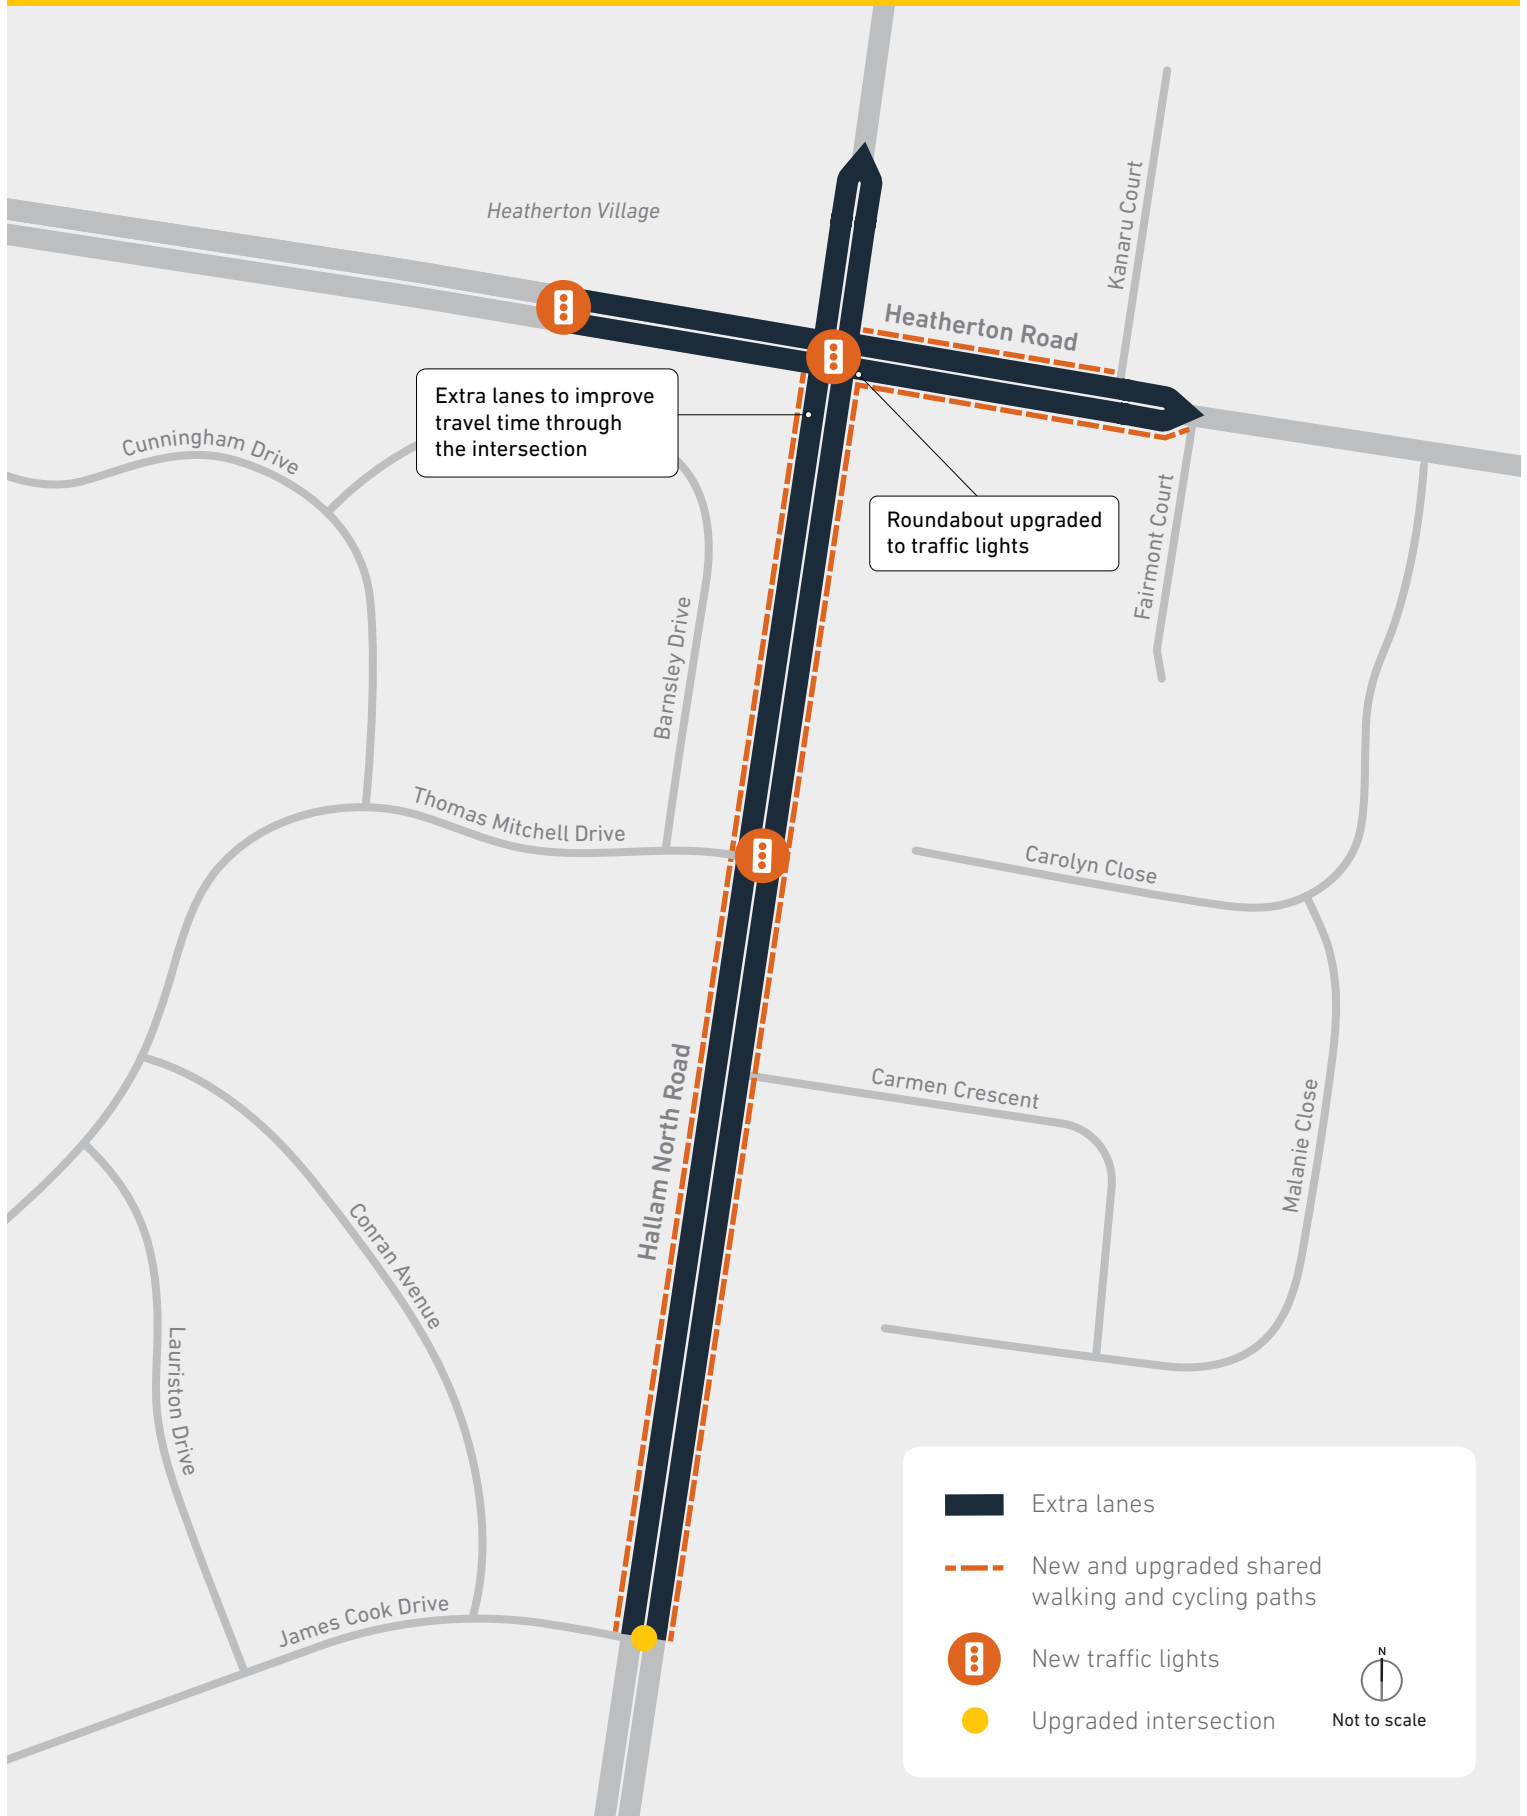 Heatherton Village
Kanaru Court
Heatherton Road
Extra lanes to improve
travel time through
the intersection
Cunningham Drive
Roundabout upgraded
to traffic lights
Fairmont Court
Barnsley Drive
Thomas Mitchell Drive
Carolyn Close
Hallam North Road
Carmen Crescent
Malanie Close
Conran Avenue
Lauriston Drive
James Cook Drive
Extra lanes
New and upgraded shared
walking and cycling paths
New traffic lights
Upgraded intersection
N
Not to scale